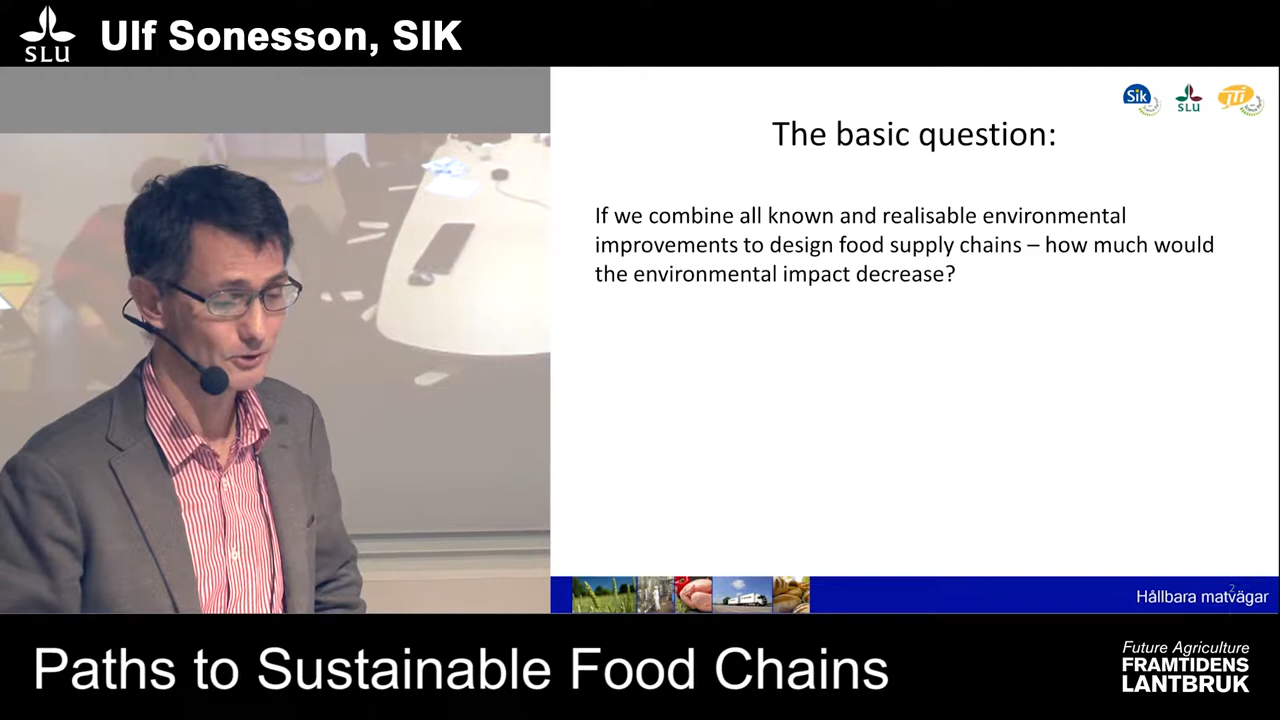 SLU
Ulf Sonesson, SIK
Sik
SLU
jti
The basic question:
If we combine all known and realisable environmental
improvements to design food supply chains – how much would
the environmental impact decrease?
2
Hållbara matvägar
Paths to Sustainable Food Chains
Future Agriculture
FRAMTIDENS
LANTBRUK